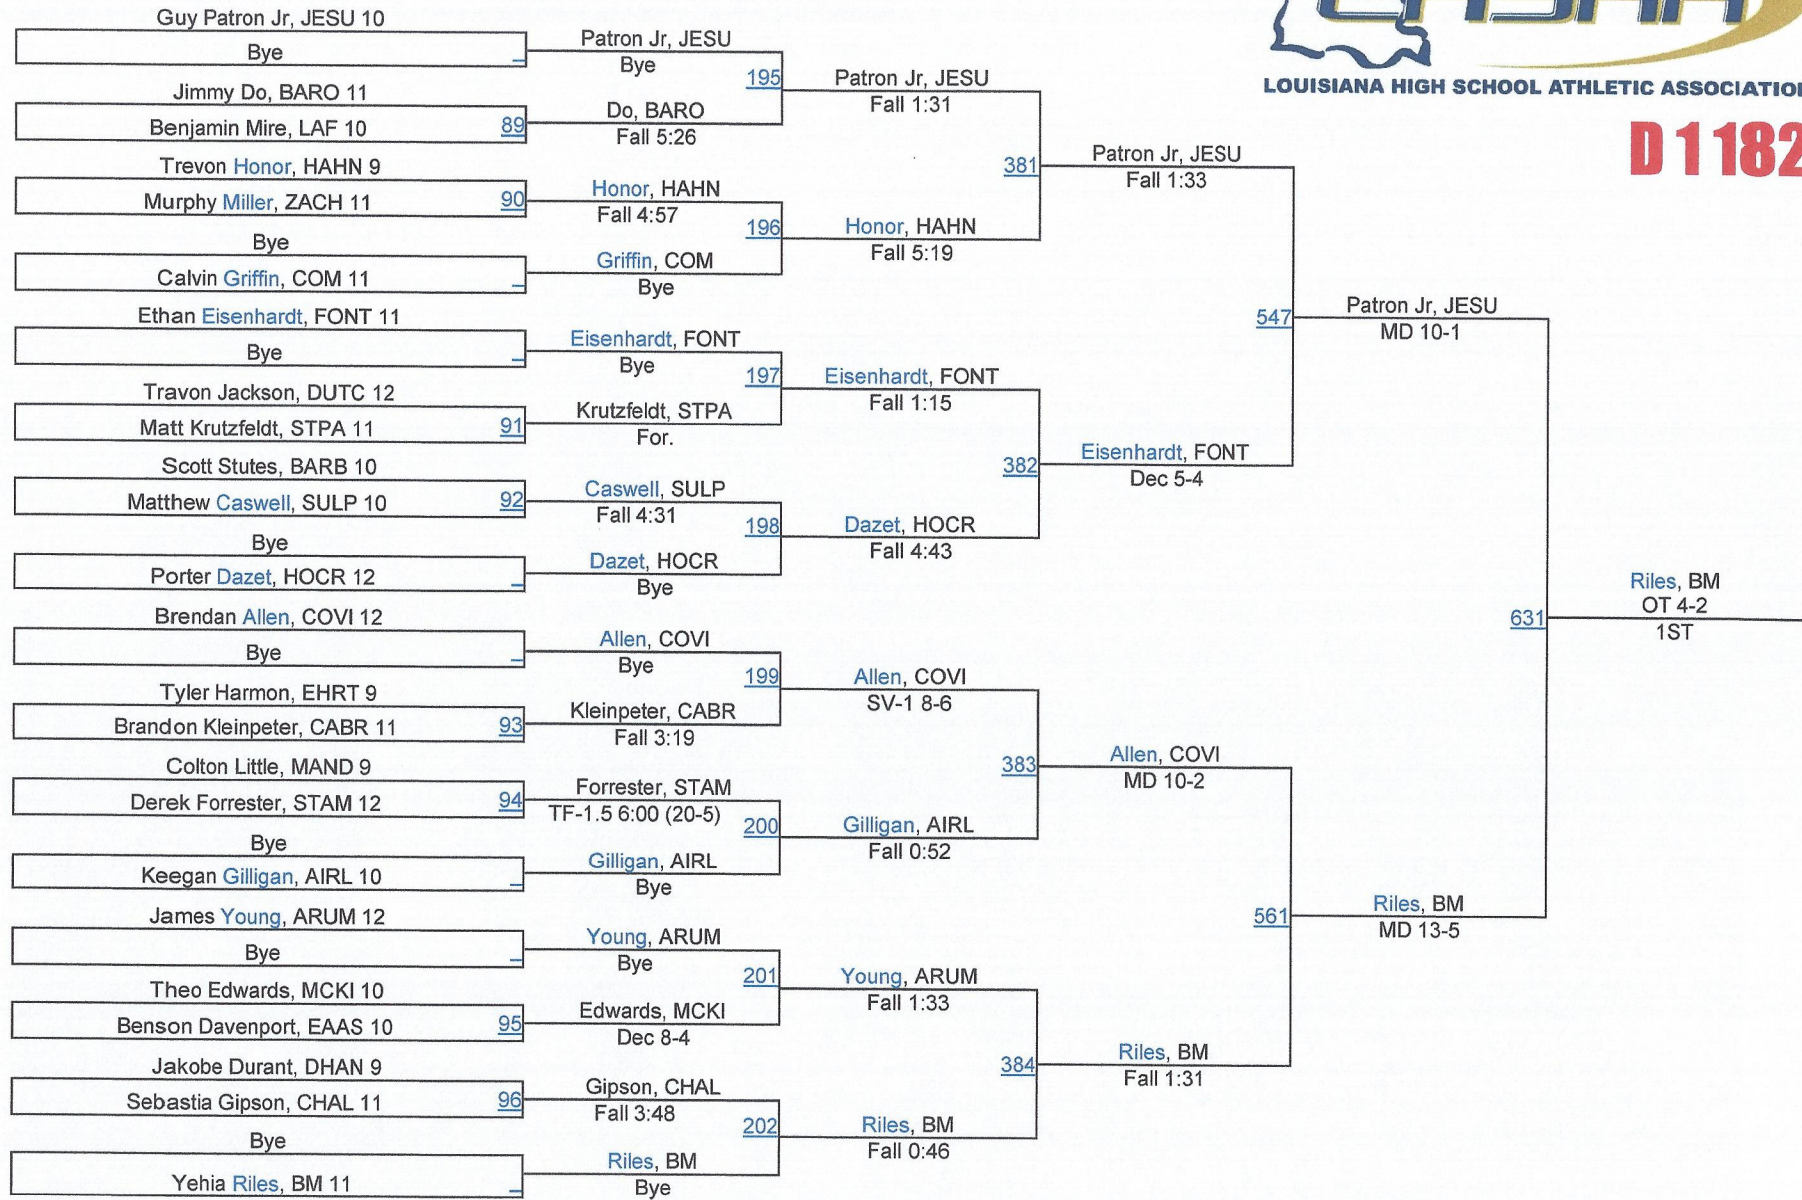 LOUISIANA HIGH SCHOOL ATHLETIC ASSOCIATION
D 1 182
Guy Patron Jr, JESU 10
Bye
Jimmy Do, BARO 11
Benjamin Mire, LAF 10 89
Trevon Honor, HAHN 9
Murphy Miller, ZACH 11 90
Bye
Calvin Griffin, COM 11
Ethan Eisenhardt, FONT 11
Bye
Travon Jackson, DUTC 12
Matt Krutzfeldt, STPA 11 91
Scott Stutes, BARB 10
Matthew Caswell, SULP 10 92
Bye
Porter Dazet, HOCR 12
Brendan Allen, COVI 12
Bye
Tyler Harmon, EHRT 9
Brandon Kleinpeter, CABR 11 93
Colton Little, MAND 9
Derek Forrester, STAM 12 94
Bye
Keegan Gilligan, AIRL 10
James Young, ARUM 12
Bye
Theo Edwards, MCKI 10
Benson Davenport, EAAS 10 95
Jakobe Durant, DHAN 9
Sebastia Gipson, CHAL 11 96
Bye
Yehia Riles, BM 11
Patron Jr, JESU
Bye
195
Do, BARO
Fall 5:26
Honor, HAHN
Fall 4:57
196
Griffin, COM
Bye
Eisenhardt, FONT
Bye
197
Krutzfeldt, STPA
For.
Caswell, SULP
Fall 4:31
198
Dazet, HOCR
Bye
Allen, COVI
Bye
199
Kleinpeter, CABR
Fall 3:19
Forrester, STAM
TF-1.5 6:00 (20-5)
200
Gilligan, AIRL
Bye
Young, ARUM
Bye
201
Edwards, MCKI
Dec 8-4
Gipson, CHAL
Fall 3:48
202
Riles, BM
Bye
Patron Jr, JESU
Fall 1:31
381
Honor, HAHN
Fall 5:19
Eisenhardt, FONT
Fall 1:15
382
Dazet, HOCR
Fall 4:43
Allen, COVI
SV-1 8-6
383
Gilligan, AIRL
Fall 0:52
Young, ARUM
Fall 1:33
384
Riles, BM
Fall 0:46
Patron Jr, JESU
Fall 1:33
547
Eisenhardt, FONT
Dec 5-4
Allen, COVI
MD 10-2
561
Riles, BM
Fall 1:31
Patron Jr, JESU
MD 10-1
631
Riles, BM
MD 13-5
Riles, BM
OT 4-2
1ST